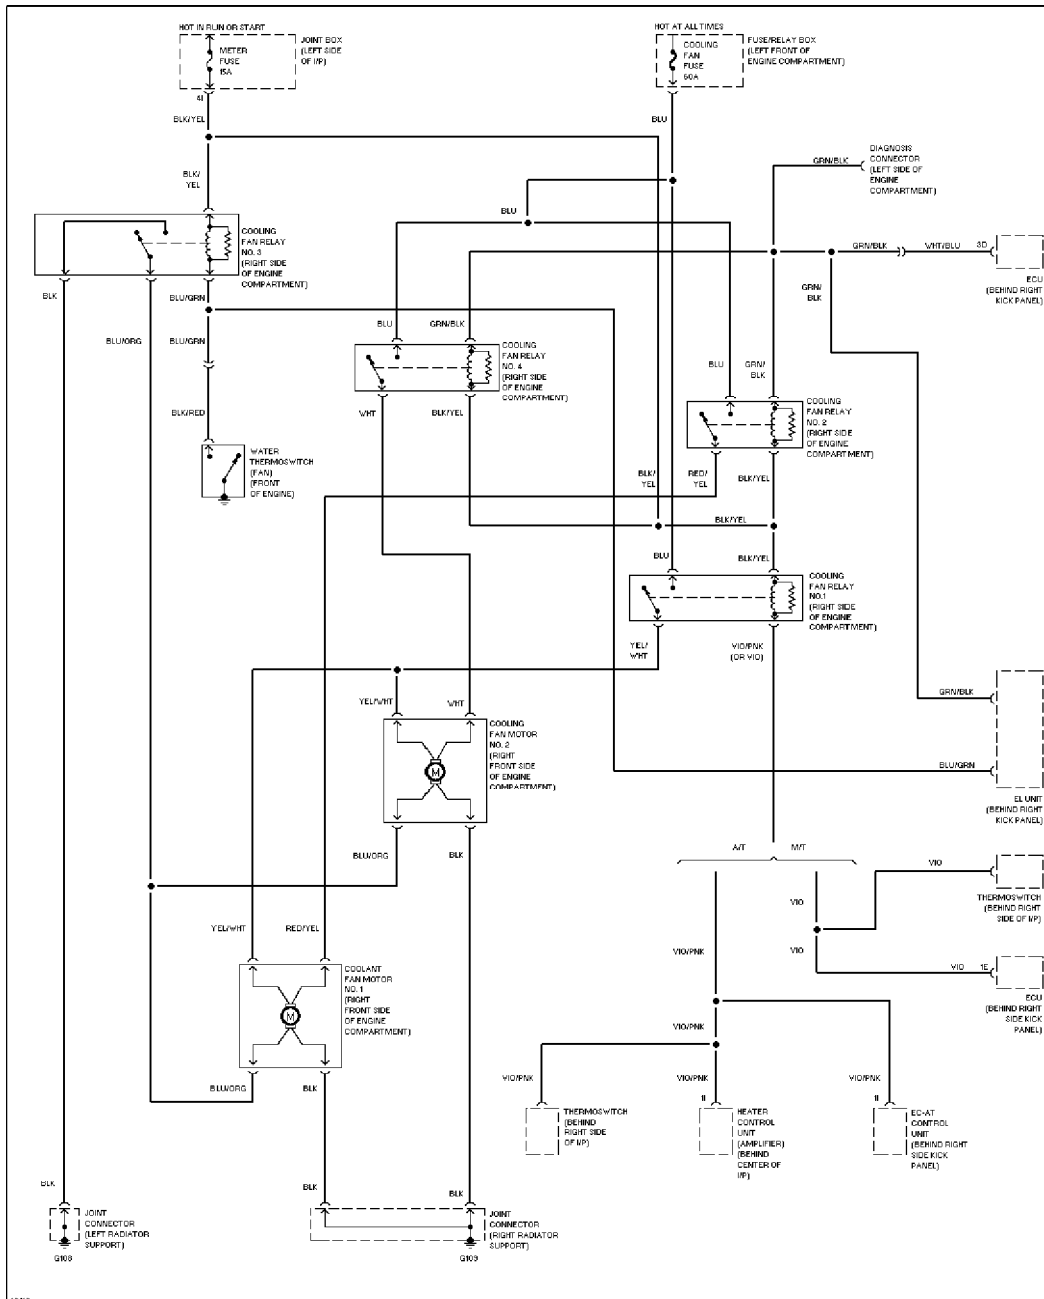 HOT IN RUN OR START
METER
FUSE
15A
JOINT BOX
(LEFT SIDE
OF I/P)
HOT AT ALL TIMES
COOLING
FAN
FUSE
60A
FUSE/RELAY BOX
(LEFT FRONT OF
ENGINE COMPARTMENT)
4I
BLK/YEL
BLU
DIAGNOSIS
CONNECTOR
(LEFT SIDE OF
ENGINE
COMPARTMENT)
GRN/BLK
BLK/
YEL
BLU
COOLING
FAN RELAY
NO. 3
(RIGHT SIDE
OF ENGINE
COMPARTMENT)
GRN/BLK
WHT/BLU
3D
ECU
(BEHIND RIGHT
KICK PANEL)
GRN/
BLK
BLK
BLU/GRN
BLU/ORG
BLU/GRN
BLU
GRN/BLK
COOLING
FAN RELAY
NO. 4
(RIGHT SIDE
OF ENGINE
COMPARTMENT)
BLU
GRN/
BLK
BLK/RED
WHT
BLK/YEL
COOLING
FAN RELAY
NO. 2
(RIGHT SIDE
OF ENGINE
COMPARTMENT)
WATER
THERMOSWITCH
(FAN)
(FRONT
OF ENGINE)
BLK/
YEL
RED/
YEL
BLK/YEL
BLK/YEL
BLU
BLK/YEL
COOLING
FAN RELAY
NO.1
(RIGHT SIDE
OF ENGINE
COMPARTMENT)
YEL/
WHT
VIO/PNK
(OR VIO)
YEL/WHT
WHT
GRN/BLK
COOLING
FAN MOTOR
NO. 2
(RIGHT
FRONT SIDE
OF ENGINE
COMPARTMENT)
M
BLU/GRN
EL UNIT
(BEHIND RIGHT
KICK PANEL)
BLU/ORG
BLK
A/T
M/T
VIO
THERMOSWITCH
(BEHIND RIGHT
SIDE OF I/P)
VIO
YEL/WHT
RED/YEL
VIO/PNK
VIO
VIO
1E
ECU
(BEHIND RIGHT
SIDE KICK
PANEL)
COOLANT
FAN MOTOR
NO. 1
(RIGHT
FRONT SIDE
OF ENGINE
COMPARTMENT)
M
VIO/PNK
BLU/ORG
BLK
VIO/PNK
VIO/PNK
VIO/PNK
1I
1I
THERMOSWITCH
(BEHIND
RIGHT SIDE
OF I/P)
HEATER
CONTROL
UNIT
(AMPLIFIER)
(BEHIND
CENTER OF
I/P)
EC-AT
CONTROL
UNIT
(BEHIND RIGHT
SIDE KICK
PANEL)
BLK
BLK
BLK
JOINT
CONNECTOR
(LEFT RADIATOR
SUPPORT)
G108
JOINT
CONNECTOR
(RIGHT RADIATOR
SUPPORT)
G109